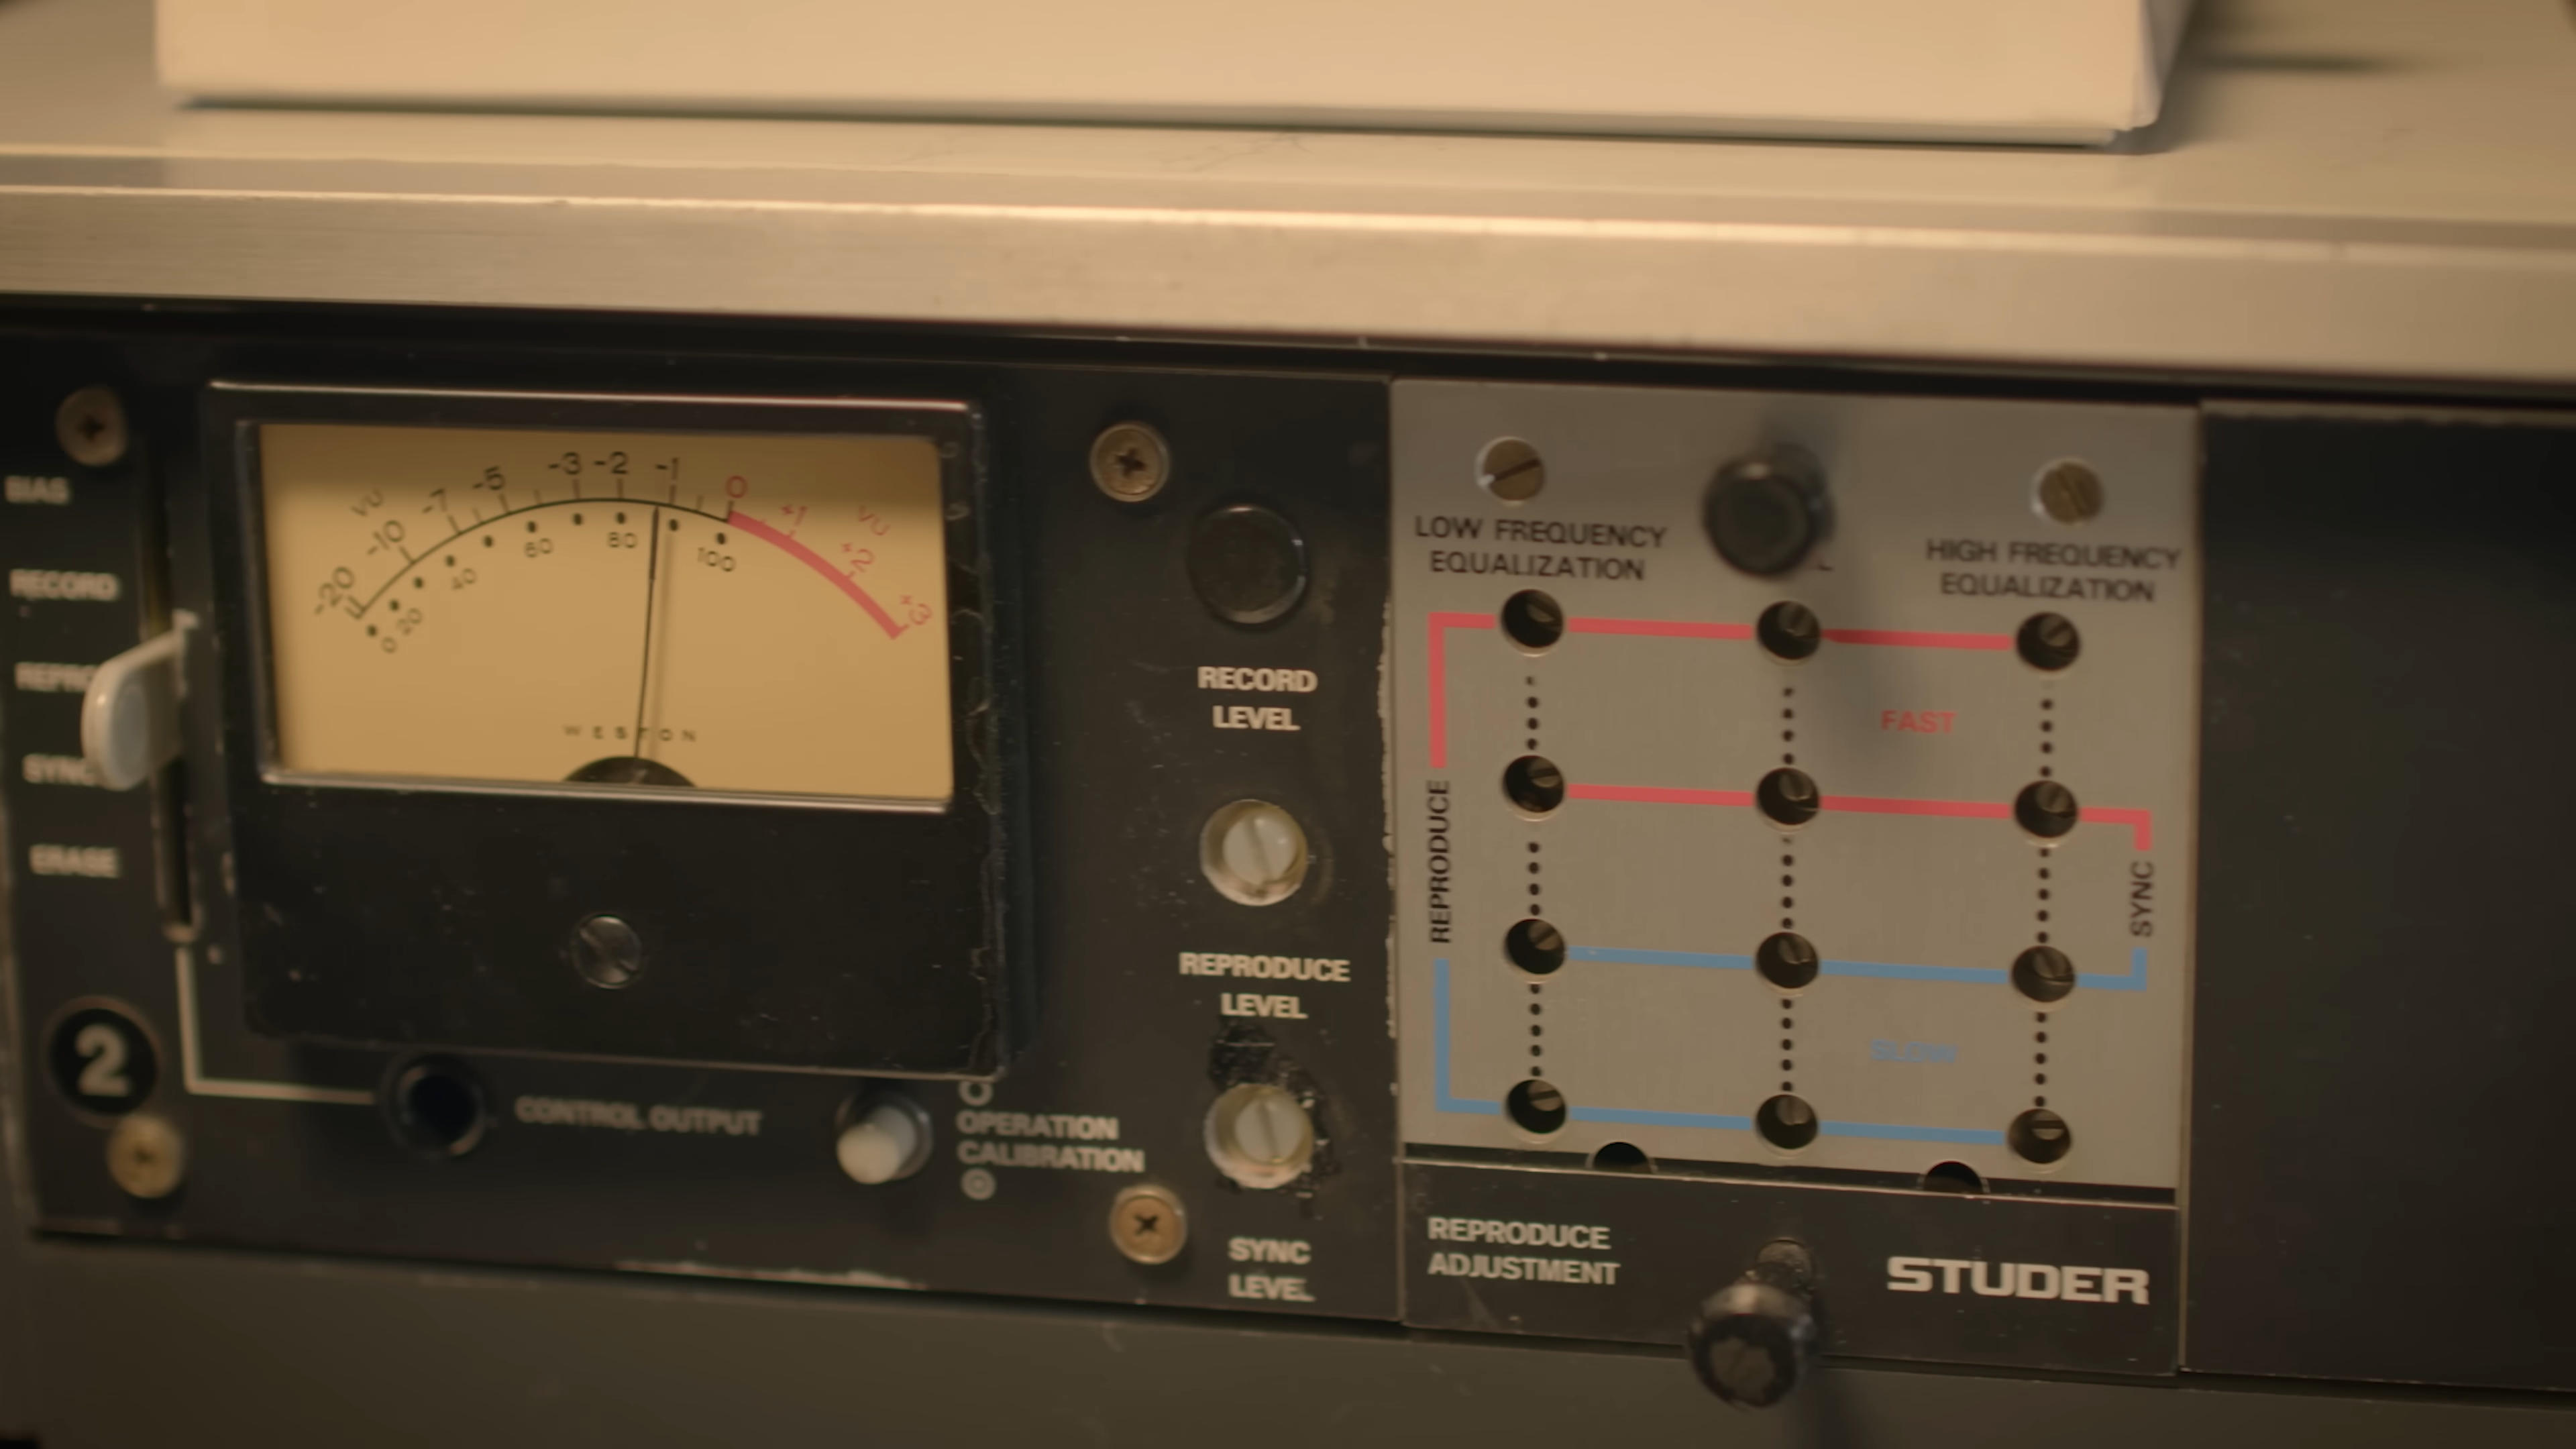 BIAS
RECORD
SYNC
ERASE
2
VU
-20
-10
-7
-5
-3
-2
-1
0
+1
+2
+3
VU
0
20
40
60
80
100
WESTON
CONTROL OUTPUT
OPERATION
CALIBRATION
RECORD
LEVEL
REPRODUCE
LEVEL
SYNC
LEVEL
LOW FREQUENCY
EQUALIZATION
HIGH FREQUENCY
EQUALIZATION
FAST
REPRODUCE
SYNC
SLOW
REPRODUCE
ADJUSTMENT
STUDER